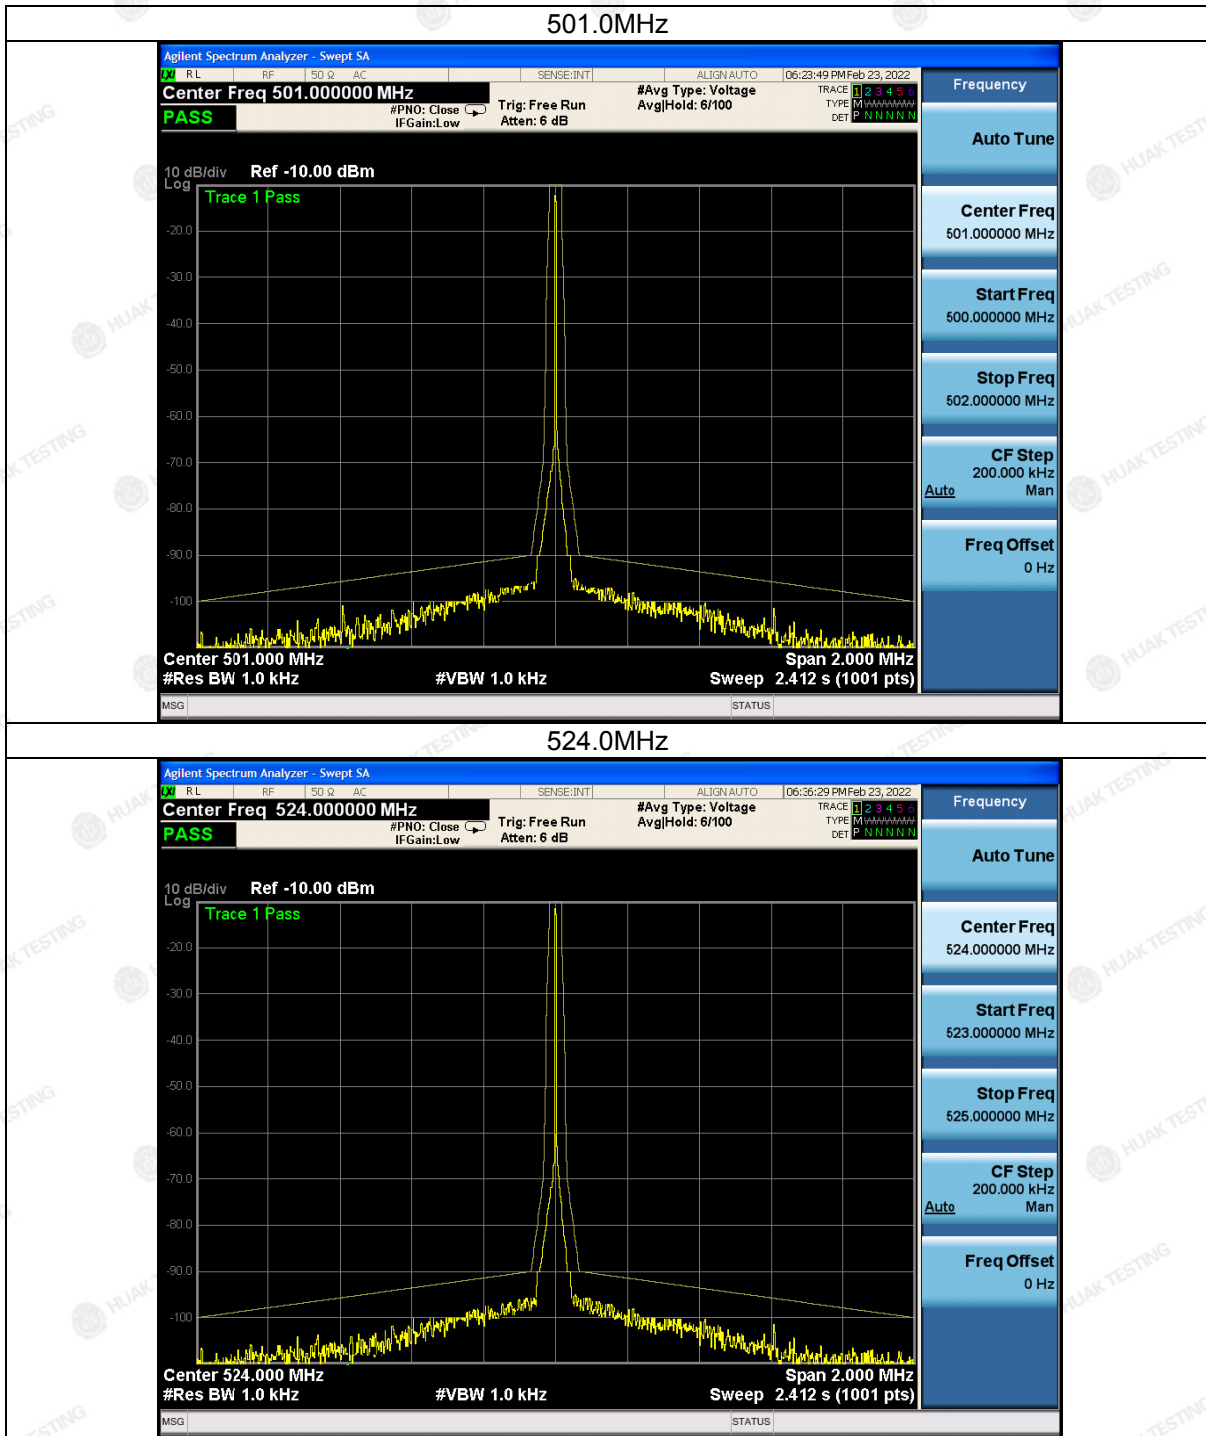 501.0MHz
Agilent Spectrum Analyzer - Swept SA
LXI RL RF 50 Ω AC SENSE:INT ALIGN AUTO 06:23:49 PM Feb 23, 2022
Center Freq 501.000000 MHz
PASS
#PNO: Close
IFGain:Low
Trig: Free Run
Atten: 6 dB
#Avg Type: Voltage
Avg|Hold: 6/100
TRACE 1 2 3 4 5 6
TYPE M WWWWW
DET P N N N N N
10 dB/div Ref -10.00 dBm
Log
Trace 1 Pass
-20.0
-30.0
-40.0
-50.0
-60.0
-70.0
-80.0
-90.0
-100
Center 501.000 MHz Span 2.000 MHz
#Res BW 1.0 kHz #VBW 1.0 kHz Sweep 2.412 s (1001 pts)
MSG STATUS
Frequency
Auto Tune
Center Freq
501.000000 MHz
Start Freq
500.000000 MHz
Stop Freq
502.000000 MHz
CF Step
200.000 kHz
Auto Man
Freq Offset
0 Hz
524.0MHz
Agilent Spectrum Analyzer - Swept SA
LXI RL RF 50 Ω AC SENSE:INT ALIGN AUTO 06:36:29 PM Feb 23, 2022
Center Freq 524.000000 MHz
PASS
#PNO: Close
IFGain:Low
Trig: Free Run
Atten: 6 dB
#Avg Type: Voltage
Avg|Hold: 6/100
TRACE 1 2 3 4 5 6
TYPE M WWWWW
DET P N N N N N
10 dB/div Ref -10.00 dBm
Log
Trace 1 Pass
-20.0
-30.0
-40.0
-50.0
-60.0
-70.0
-80.0
-90.0
-100
Center 524.000 MHz Span 2.000 MHz
#Res BW 1.0 kHz #VBW 1.0 kHz Sweep 2.412 s (1001 pts)
MSG STATUS
Frequency
Auto Tune
Center Freq
524.000000 MHz
Start Freq
523.000000 MHz
Stop Freq
525.000000 MHz
CF Step
200.000 kHz
Auto Man
Freq Offset
0 Hz
HUAK TESTING